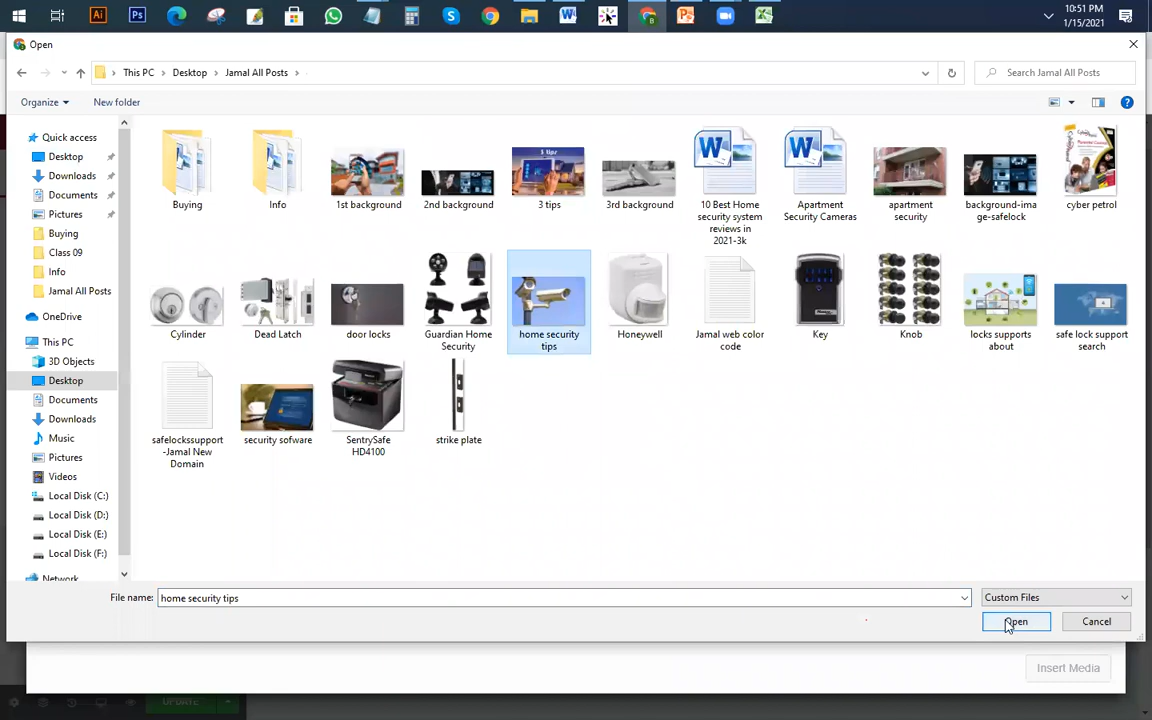 10:51 PM
1/15/2021
Open
This PC
Desktop
Jamal All Posts
Search Jamal All Posts
Organize
New folder
Quick access
Desktop
Downloads
Documents
Pictures
Buying
Class 09
Info
Jamal All Posts
OneDrive
This PC
3D Objects
Desktop
Documents
Downloads
Music
Pictures
Videos
Local Disk (C:)
Local Disk (D:)
Local Disk (E:)
Local Disk (F:)
Network
Buying
Info
1st background
2nd background
3 tips
3rd background
10 Best Home
security system
reviews in
2021-3k
Apartment
Security Cameras
apartment
security
background-ima
ge-safelock
cyber petrol
Cylinder
Dead Latch
door locks
Guardian Home
Security
home security
tips
Honeywell
Jamal web color
code
Key
Knob
locks supports
about
safe lock support
search
safelockssupport
-Jamal New
Domain
security sofware
SentrySafe
HD4100
strike plate
File name:
home security tips
Custom Files
Open
Cancel
Insert Media
UPDATE